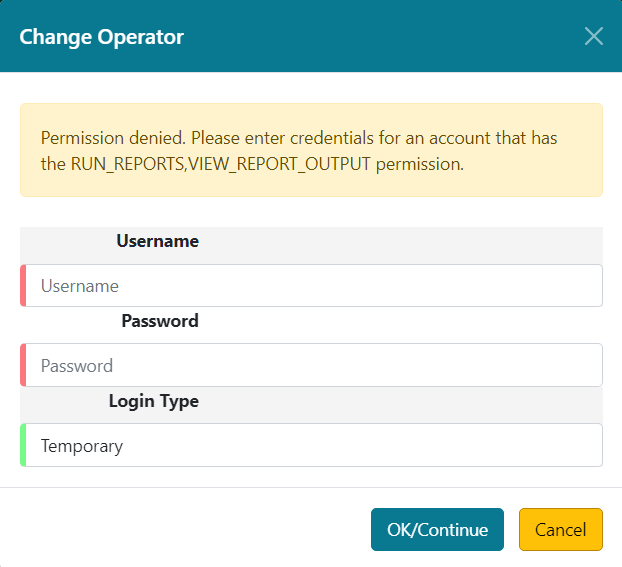 Change Operator
Permission denied. Please enter credentials for an account that has
the RUN_REPORTS,VIEW_REPORT_OUTPUT permission.
Username
Username
Password
Password
Login Type
Temporary
OK/Continue
Cancel